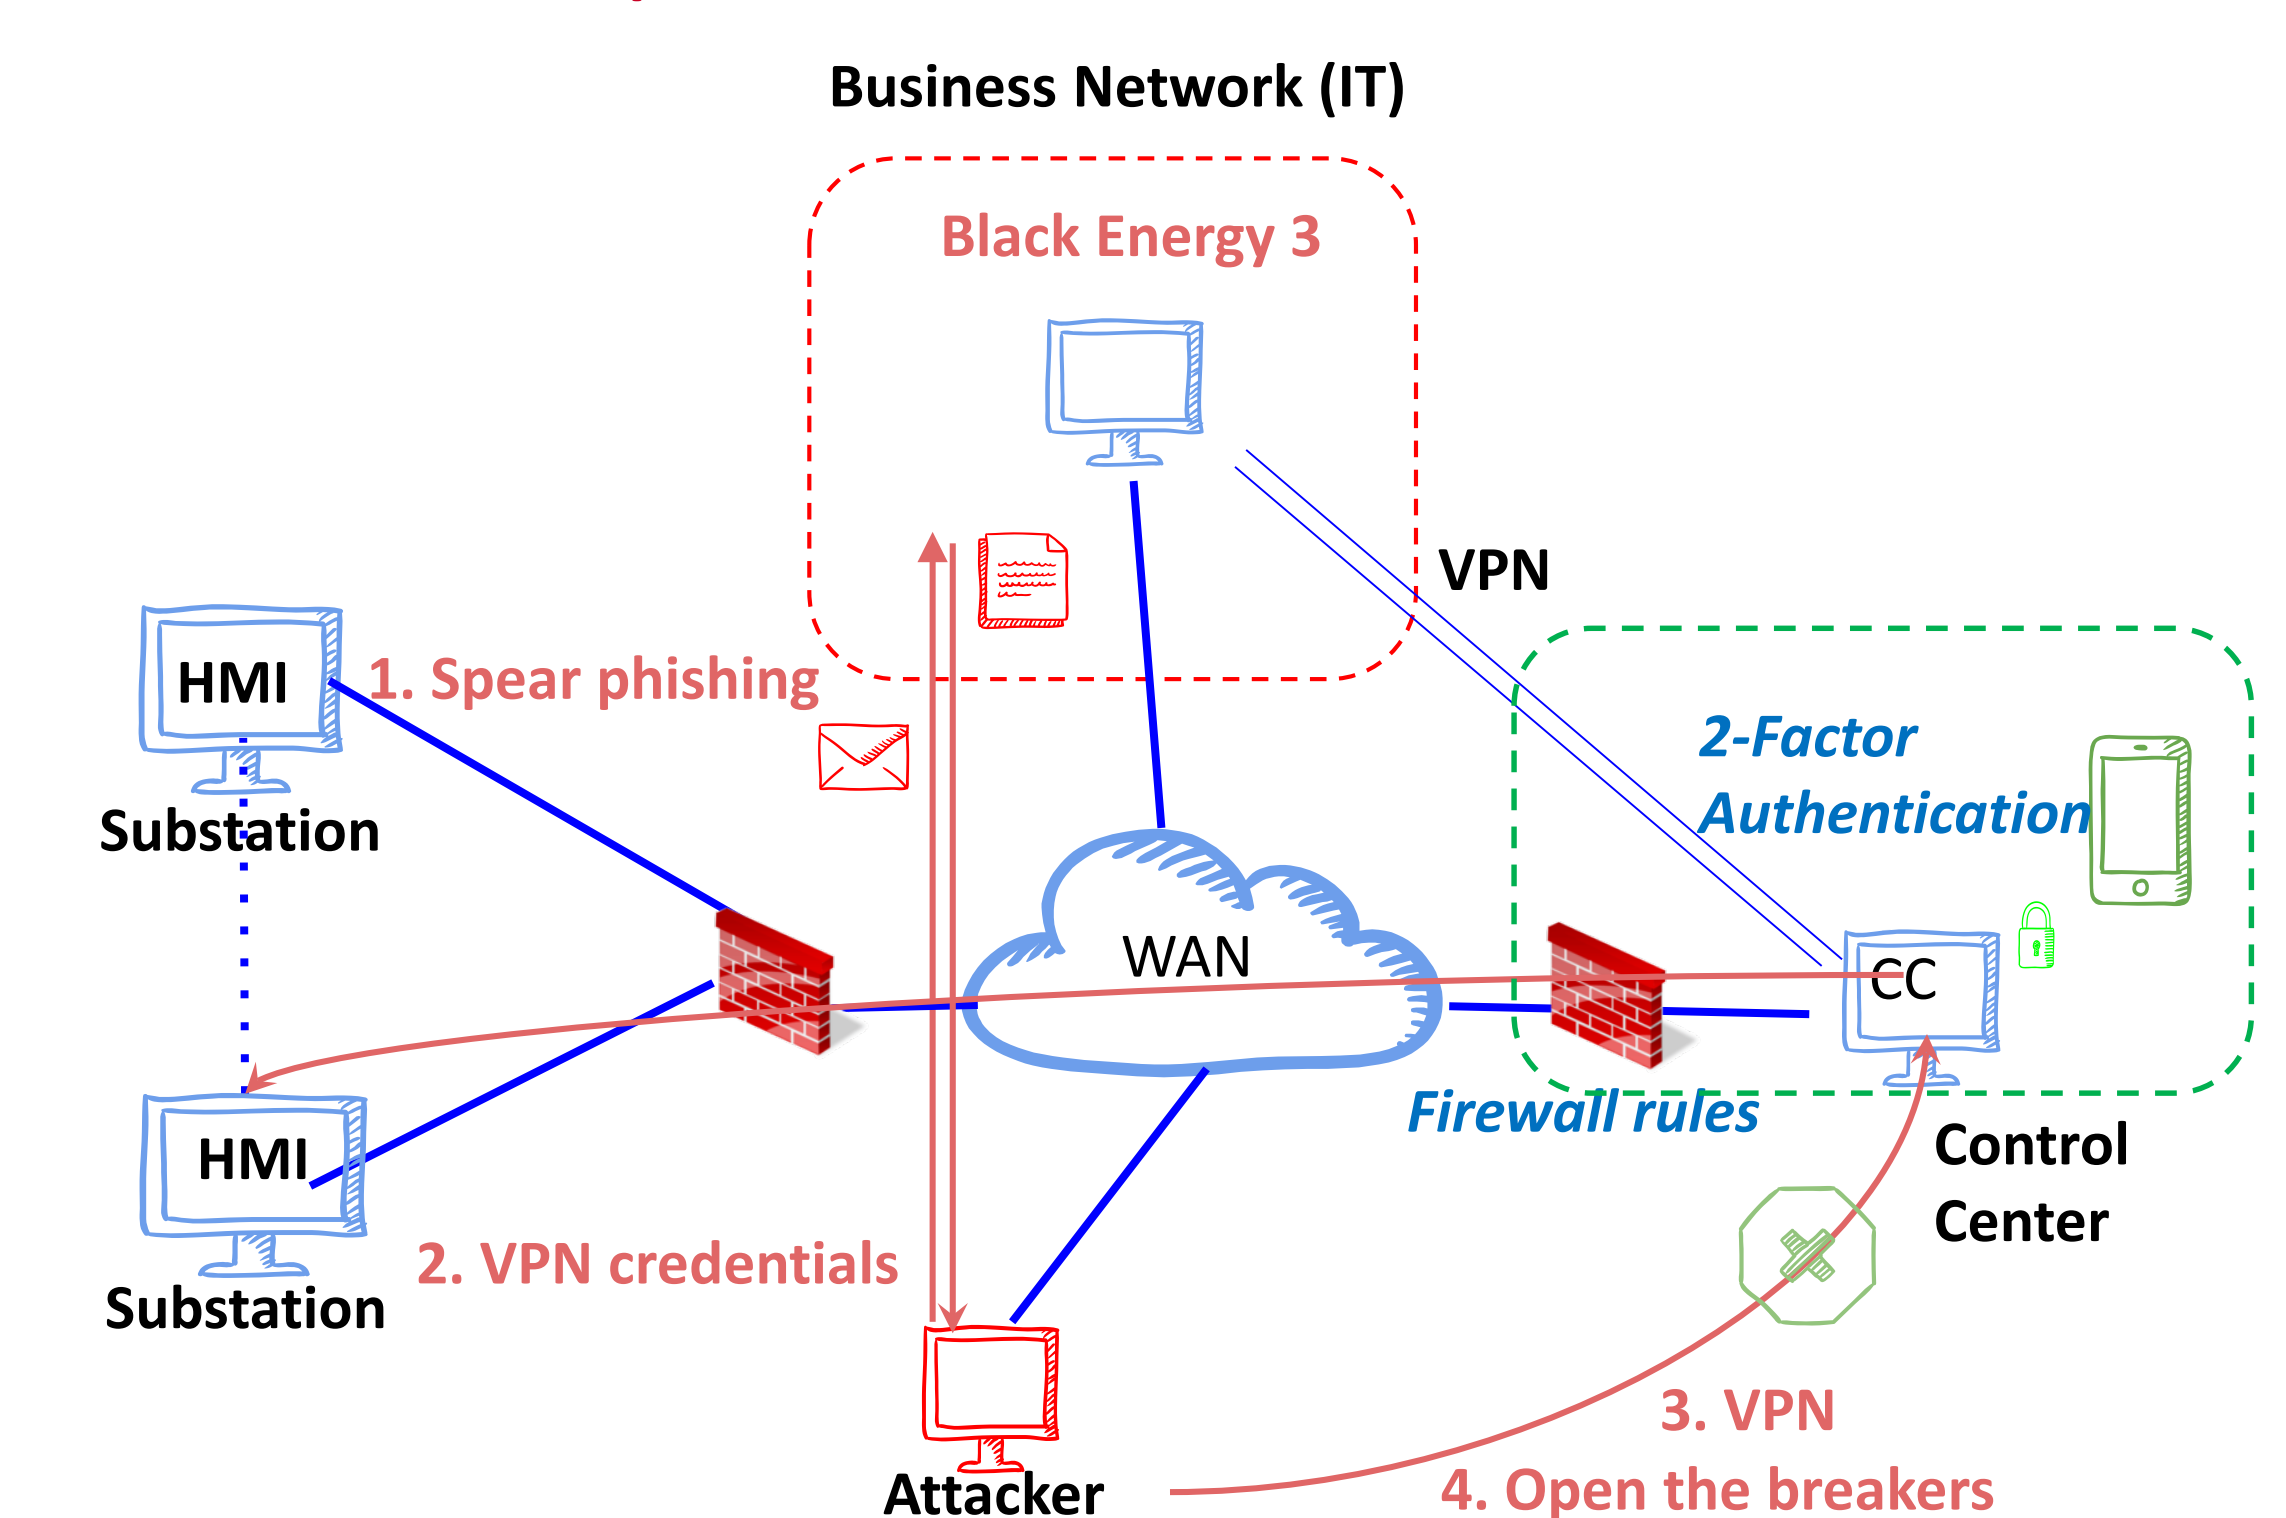 Business Network (IT)
Black Energy 3
VPN
HMI
1. Spear phishing
2-Factor
Authentication
Substation
WAN
CC
Firewall rules
HMI
Control
Center
2. VPN credentials
Substation
3. VPN
Attacker
4. Open the breakers